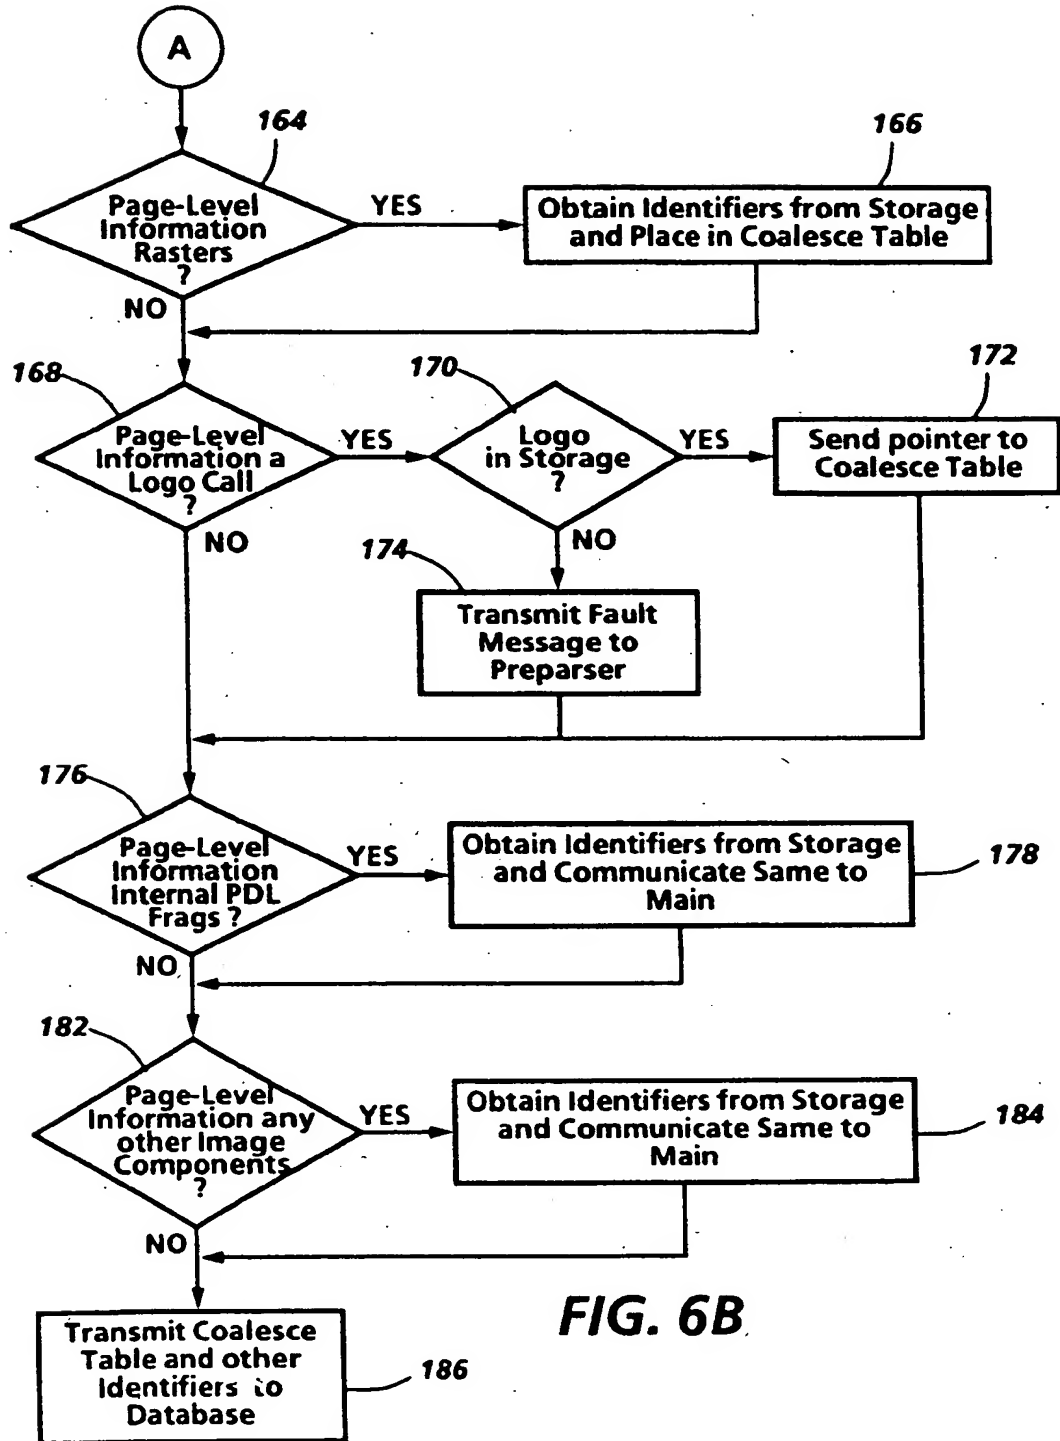 A
164
166
Page-Level
Information
Rasters
?
YES
Obtain Identifiers from Storage
and Place in Coalesce Table
NO
168
170
172
Page-Level
Information a
Logo Call
?
YES
Logo
in Storage
?
YES
Send pointer to
Coalesce Table
NO
NO
174
Transmit Fault
Message to
Preparser
176
Page-Level
Information
Internal PDL
Frags ?
YES
Obtain Identifiers from Storage
and Communicate Same to
Main
178
NO
182
Page-Level
Information any
other Image
Components
?
YES
Obtain Identifiers from Storage
and Communicate Same to
Main
184
NO
Transmit Coalesce
Table and other
Identifiers to
Database
186
FIG. 6B